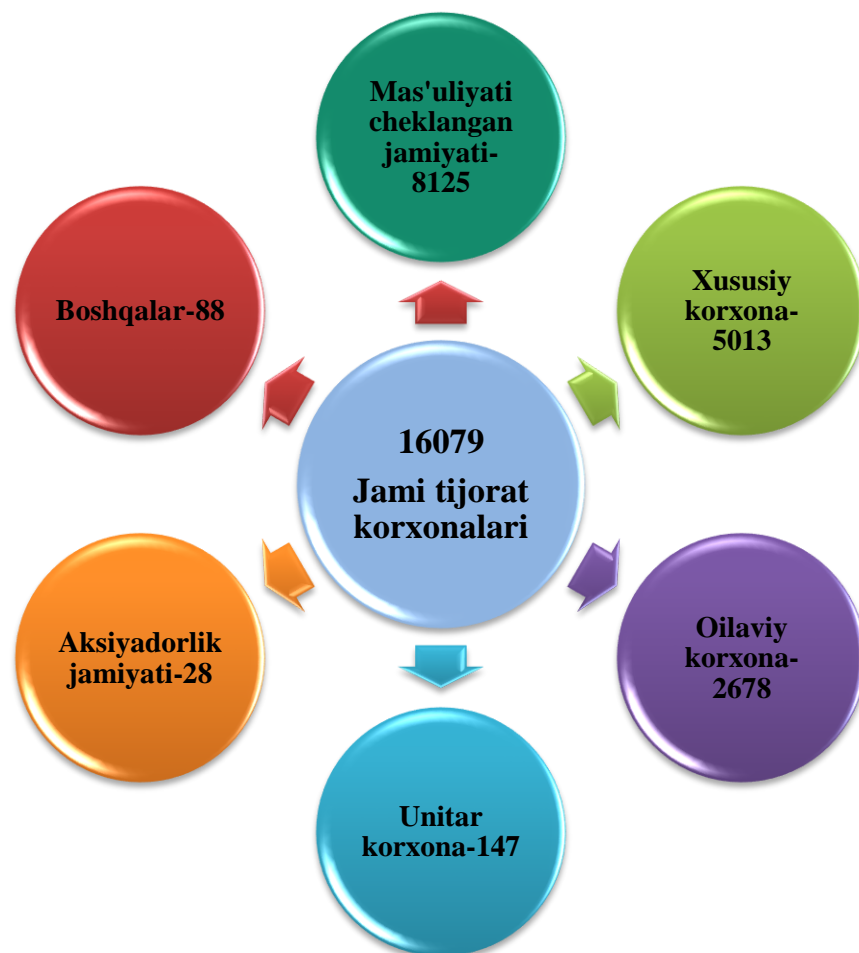 Mas'uliyati
cheklangan
jamiyati-
8125
Xususiy
korxona-
5013
Oilaviy
korxona-
2678
Unitar
korxona-147
Aksiyadorlik
jamiyati-28
Boshqalar-88
16079
Jami tijorat
korxonalari